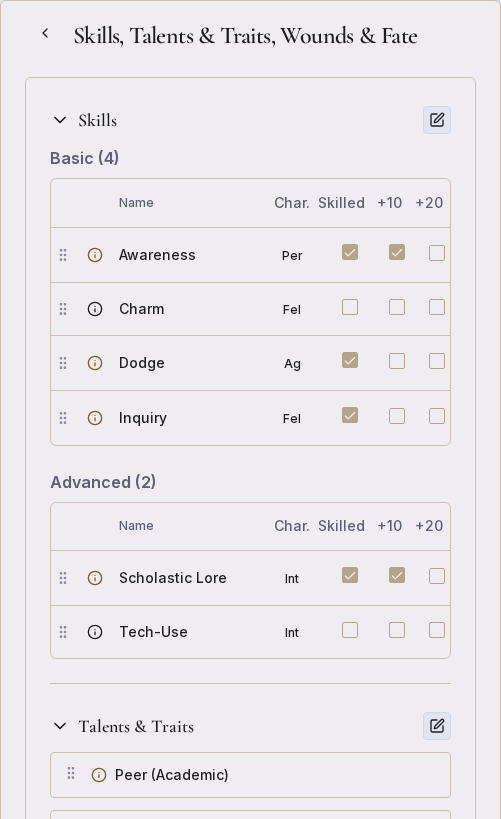 Skills, Talents & Traits, Wounds & Fate
Skills
Basic (4)
Name Char. Skilled +10 +20
Awareness Per
Charm Fel
Dodge Ag
Inquiry Fel
Advanced (2)
Name Char. Skilled +10 +20
Scholastic Lore Int
Tech-Use Int
Talents & Traits
Peer (Academic)